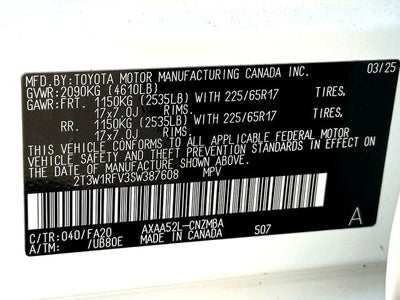 MFD. BY: TOYOTA MOTOR MANUFACTURING CANADA INC. 03/25
GVWR: 2090KG (4610LB)
GAWR: FRT. 1150KG (2535LB) WITH 225/65R17 TIRES,
17x7.0J RIMS.
RR. 1150KG (2535LB) WITH 225/65R17 TIRES,
17x7.0J RIMS.
THIS VEHICLE CONFORMS TO ALL APPLICABLE FEDERAL MOTOR
VEHICLE SAFETY STANDARDS IN EFFECT ON THE DATE OF
MANUFACTURE SHOWN ABOVE.
2T3W1RFV3SW387608 MPV
C/TR: 040/FA20 AXAA52L-CNZMBA A
A/TM: /UB80E MADE IN CANADA 507